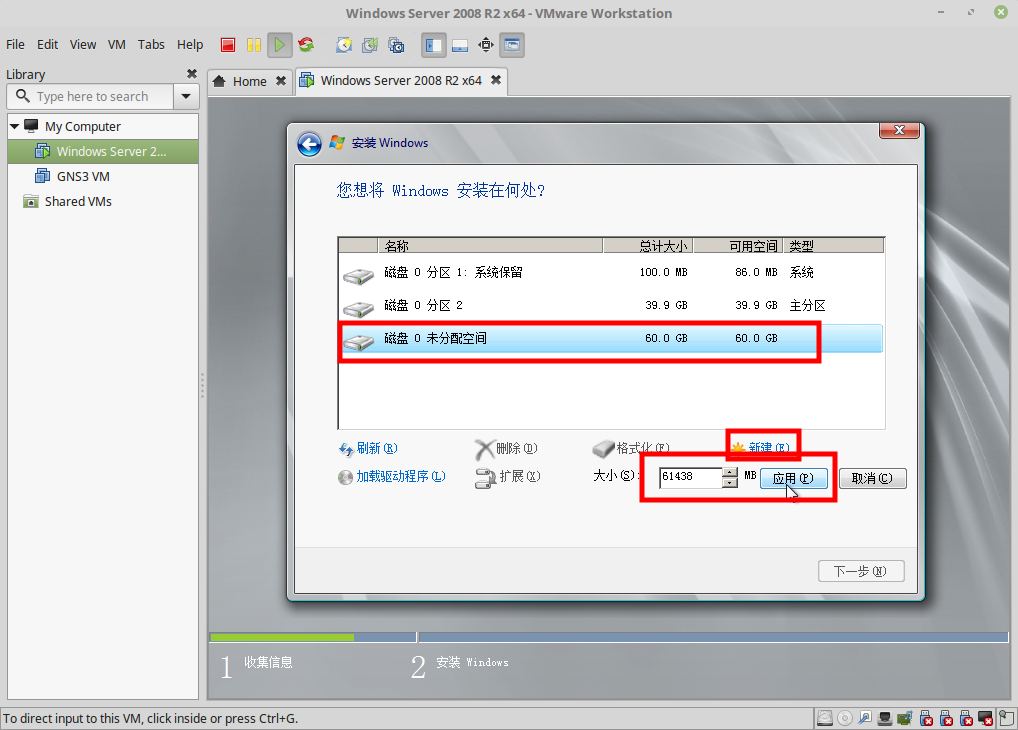 Windows Server 2008 R2 x64 - VMware Workstation
File Edit View VM Tabs Help
Library
Type here to search
My Computer
Windows Server 2...
GNS3 VM
Shared VMs
Home
Windows Server 2008 R2 x64
安装 Windows
您想将 Windows 安装在何处?
名称 总计大小 可用空间 类型
磁盘 0 分区 1: 系统保留 100.0 MB 86.0 MB 系统
磁盘 0 分区 2 39.9 GB 39.9 GB 主分区
磁盘 0 未分配空间 60.0 GB 60.0 GB
刷新(R) 删除(D) 格式化(F) 新建(E)
加载驱动程序(L) 扩展(X) 大小(S): 61438 MB 应用(P) 取消(C)
下一步(N)
1 收集信息 2 安装 Windows
To direct input to this VM, click inside or press Ctrl+G.